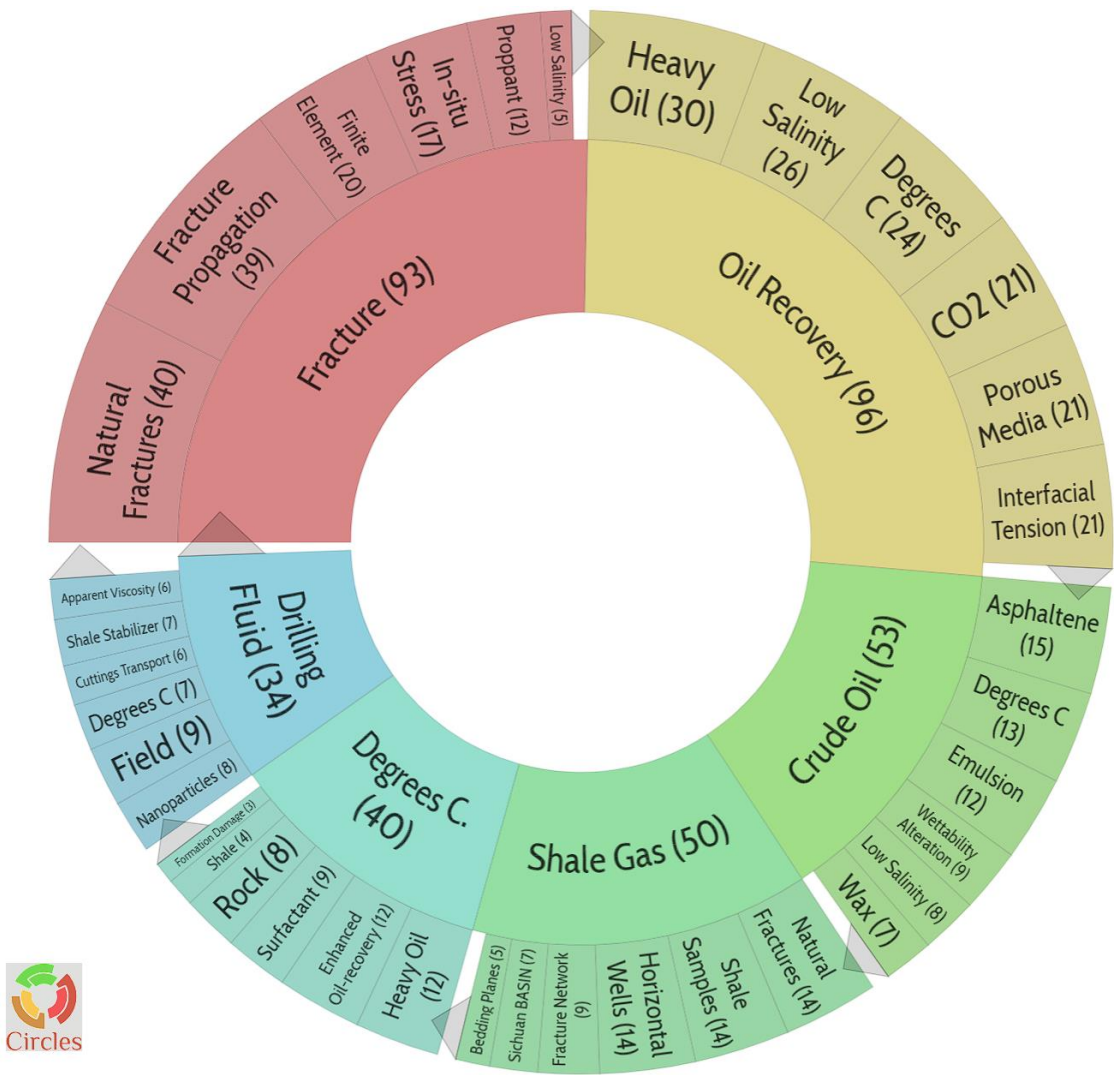 Heavy
Oil (30)
Low
Salinity
(26)
Degrees
C (24)
CO2 (21)
Porous
Media (21)
Interfacial
Tension (21)
Oil Recovery (96)
Asphaltene
(15)
Degrees C
(13)
Emulsion
(12)
Wettability
Alteration (9)
Low Salinity (8)
Wax (7)
Crude Oil (53)
Natural
Fractures (14)
Shale
Samples (14)
Horizontal
Wells (14)
Fracture Network
(9)
Sichuan BASIN (7)
Bedding Planes (5)
Shale Gas (50)
Heavy Oil
(12)
Enhanced
Oil-recovery (12)
Surfactant (9)
Rock (8)
Shale (4)
Formation Damage (3)
Degrees C.
(40)
Nanoparticles (8)
Field (9)
Degrees C (7)
Cuttings Transport (6)
Shale Stabilizer (7)
Apparent Viscosity (6)
Drilling
Fluid (34)
Natural
Fractures (40)
Fracture
Propagation
(39)
Finite
Element (20)
In-situ
Stress (17)
Proppant (12)
Low Salinity (5)
Fracture (93)
Circles